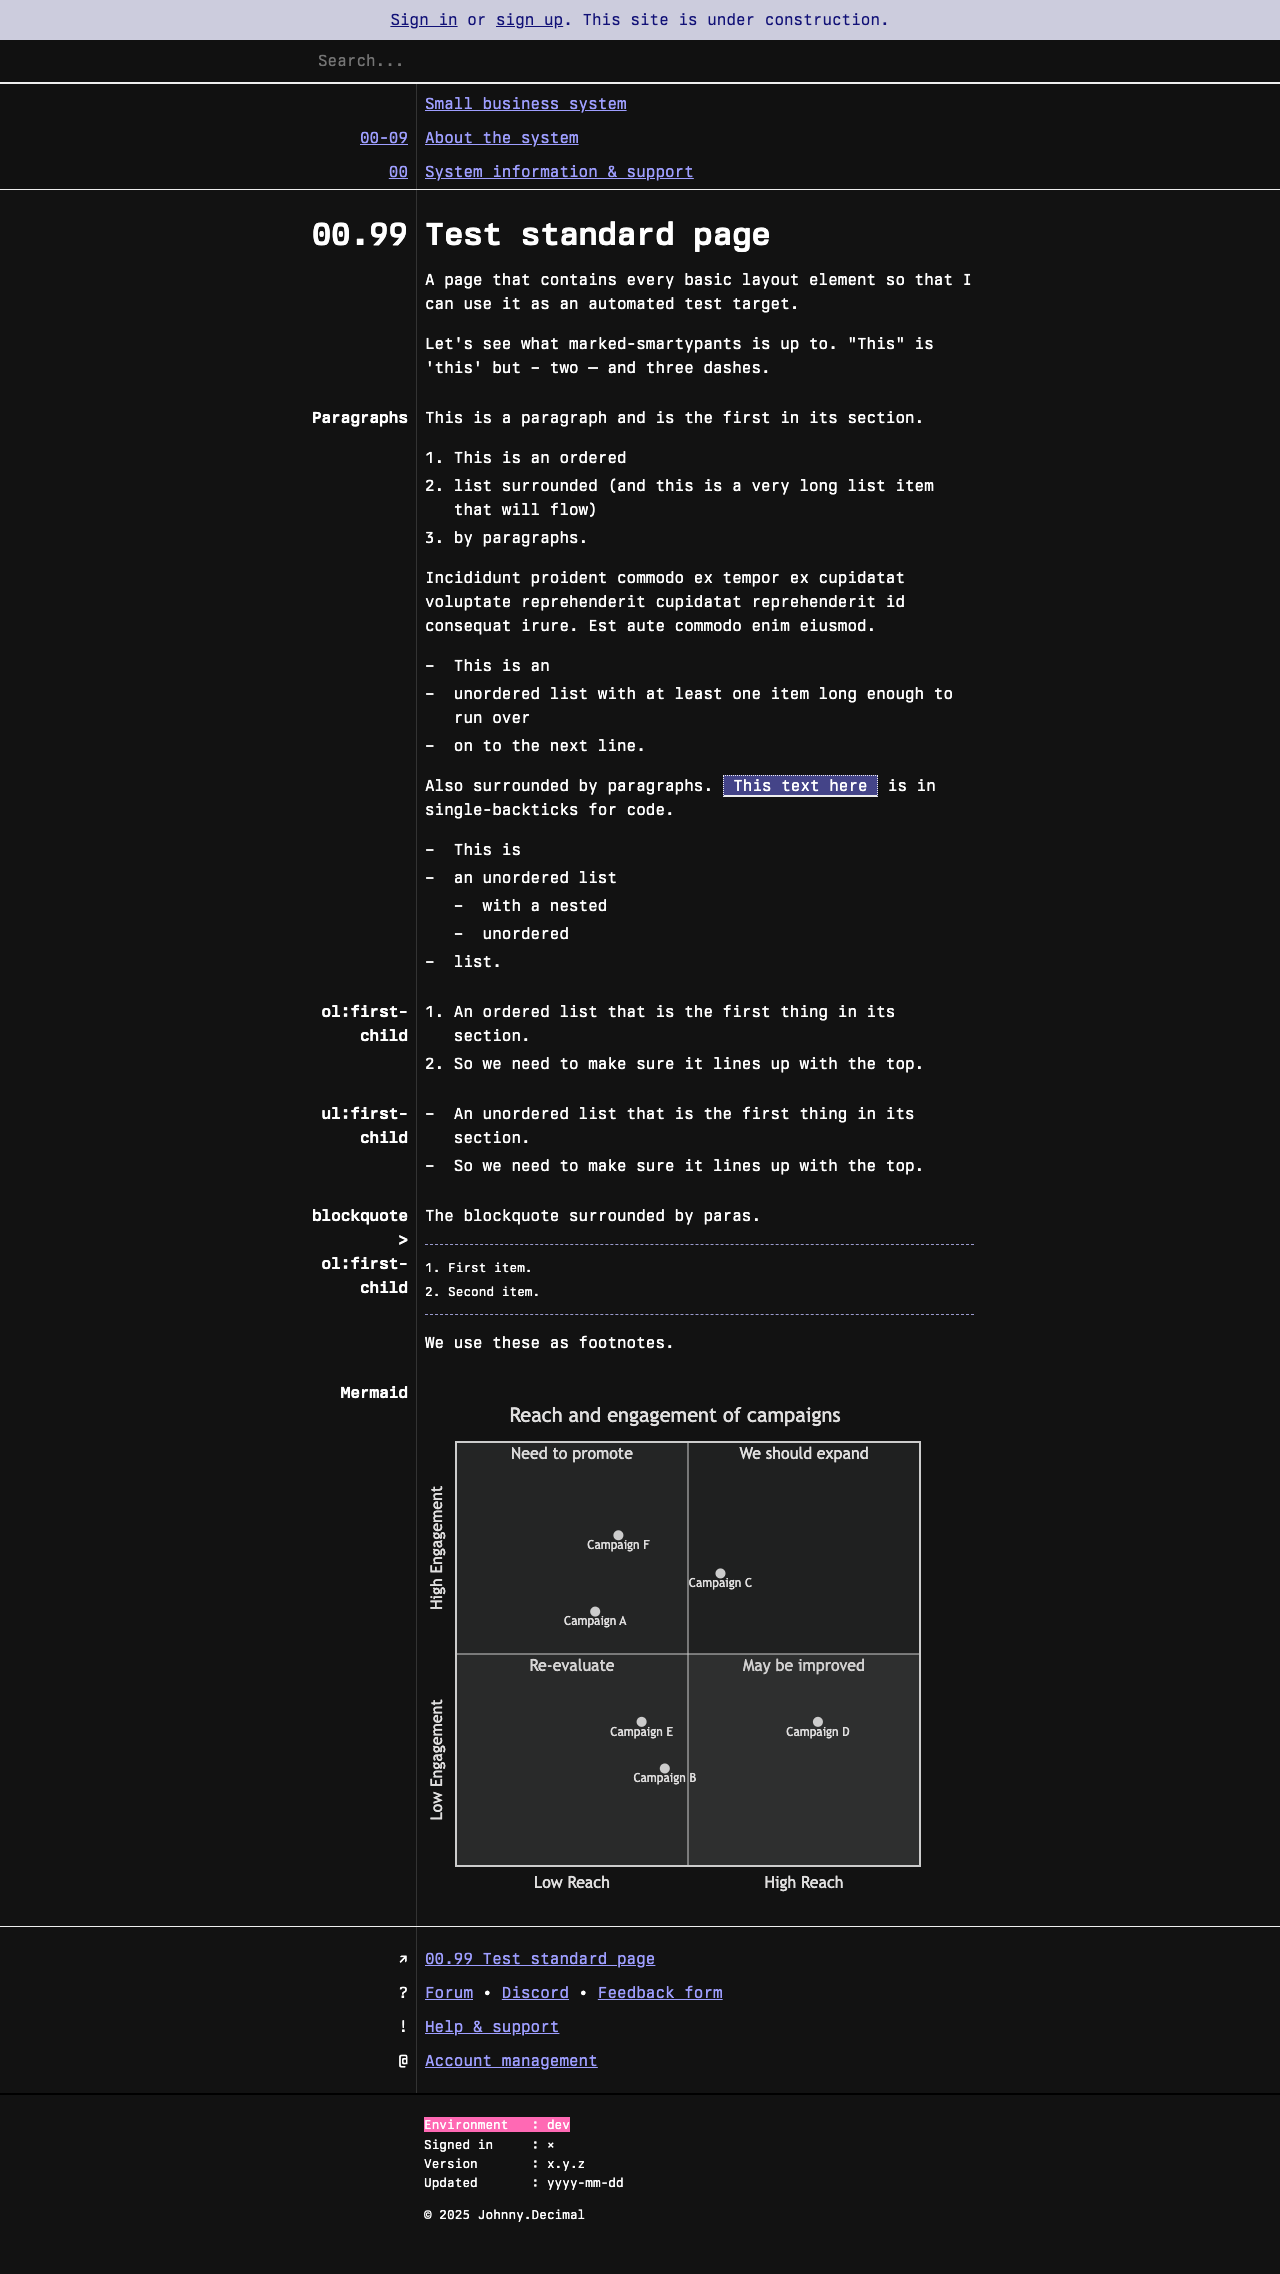 Sign in or sign up. This site is under construction.
Search...
Small business system
00-09 About the system
00 System information & support
00.99 Test standard page
A page that contains every basic layout element so that I
can use it as an automated test target.
Let's see what marked-smartypants is up to. "This" is
'this' but – two — and three dashes.
Paragraphs This is a paragraph and is the first in its section.
1. This is an ordered
2. list surrounded (and this is a very long list item
that will flow)
3. by paragraphs.
Incididunt proident commodo ex tempor ex cupidatat
voluptate reprehenderit cupidatat reprehenderit id
consequat irure. Est aute commodo enim eiusmod.
– This is an
– unordered list with at least one item long enough to
run over
– on to the next line.
Also surrounded by paragraphs. This text here is in
single-backticks for code.
– This is
– an unordered list
– with a nested
– unordered
– list.
ol:first-
child
1. An ordered list that is the first thing in its
section.
2. So we need to make sure it lines up with the top.
ul:first-
child
– An unordered list that is the first thing in its
section.
– So we need to make sure it lines up with the top.
blockquote
>
ol:first-
child
The blockquote surrounded by paras.
1. First item.
2. Second item.
We use these as footnotes.
Mermaid
Reach and engagement of campaigns
Need to promote
We should expand
High Engagement
Campaign F
Campaign C
Campaign A
Re-evaluate
May be improved
Low Engagement
Campaign E
Campaign D
Campaign B
Low Reach
High Reach
↗ 00.99 Test standard page
? Forum • Discord • Feedback form
! Help & support
@ Account management
Environment : dev
Signed in : ×
Version : x.y.z
Updated : yyyy-mm-dd
© 2025 Johnny.Decimal